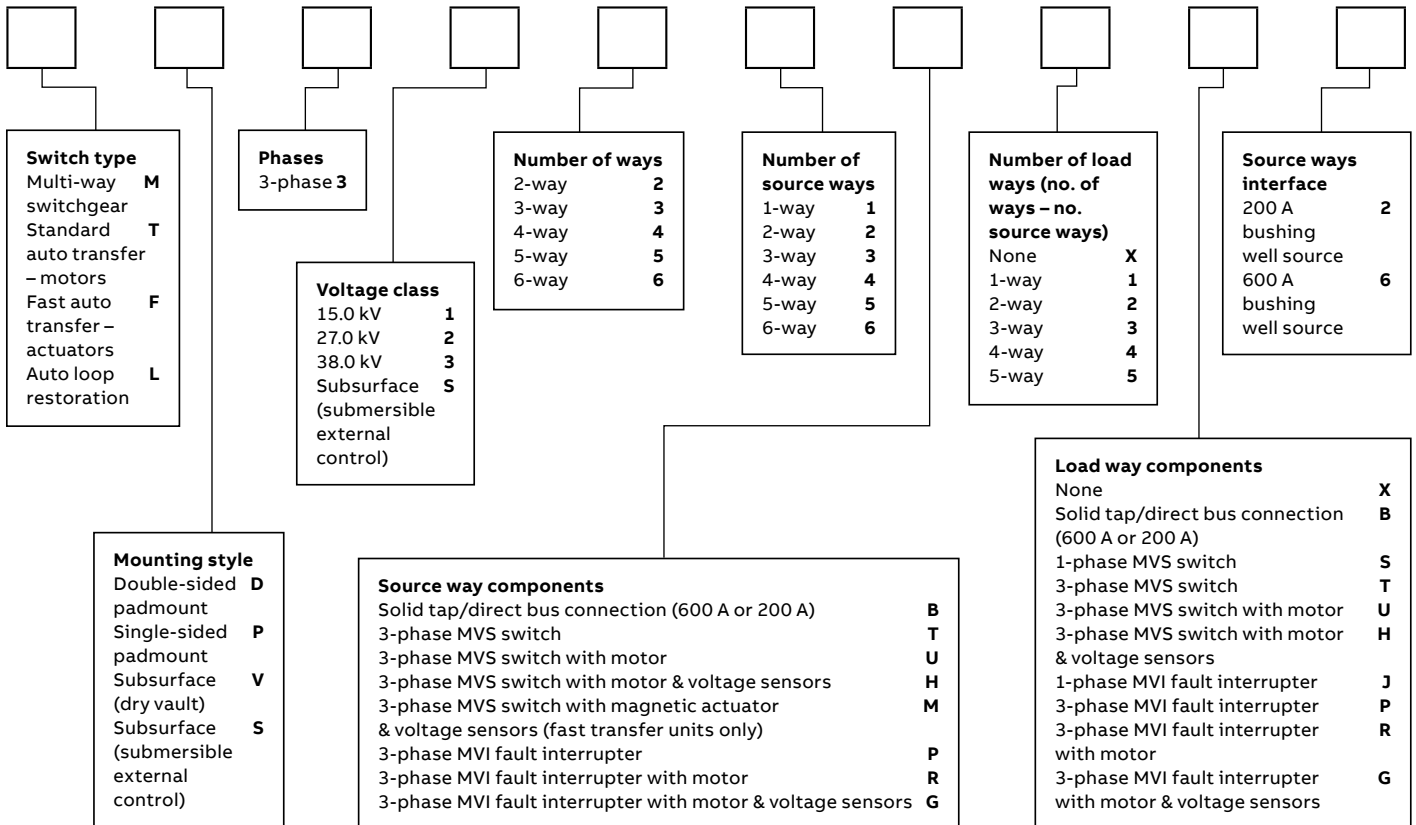 Switch type
Multi-way M
switchgear
Standard T
auto transfer
– motors
Fast auto F
transfer –
actuators
Auto loop L
restoration
Mounting style
Double-sided D
padmount
Single-sided P
padmount
Subsurface V
(dry vault)
Subsurface S
(submersible
external
control)
Phases
3-phase 3
Voltage class
15.0 kV 1
27.0 kV 2
38.0 kV 3
Subsurface S
(submersible
external
control)
Number of ways
2-way 2
3-way 3
4-way 4
5-way 5
6-way 6
Number of
source ways
1-way 1
2-way 2
3-way 3
4-way 4
5-way 5
6-way 6
Source way components
Solid tap/direct bus connection (600 A or 200 A) B
3-phase MVS switch T
3-phase MVS switch with motor U
3-phase MVS switch with motor & voltage sensors H
3-phase MVS switch with magnetic actuator M
& voltage sensors (fast transfer units only)
3-phase MVI fault interrupter P
3-phase MVI fault interrupter with motor R
3-phase MVI fault interrupter with motor & voltage sensors G
Number of load
ways (no. of
ways – no.
source ways)
None X
1-way 1
2-way 2
3-way 3
4-way 4
5-way 5
Load way components
None X
Solid tap/direct bus connection B
(600 A or 200 A)
1-phase MVS switch S
3-phase MVS switch T
3-phase MVS switch with motor U
3-phase MVS switch with motor H
& voltage sensors
1-phase MVI fault interrupter J
3-phase MVI fault interrupter P
3-phase MVI fault interrupter R
with motor
3-phase MVI fault interrupter G
with motor & voltage sensors
Source ways
interface
200 A 2
bushing
well source
600 A 6
bushing
well source